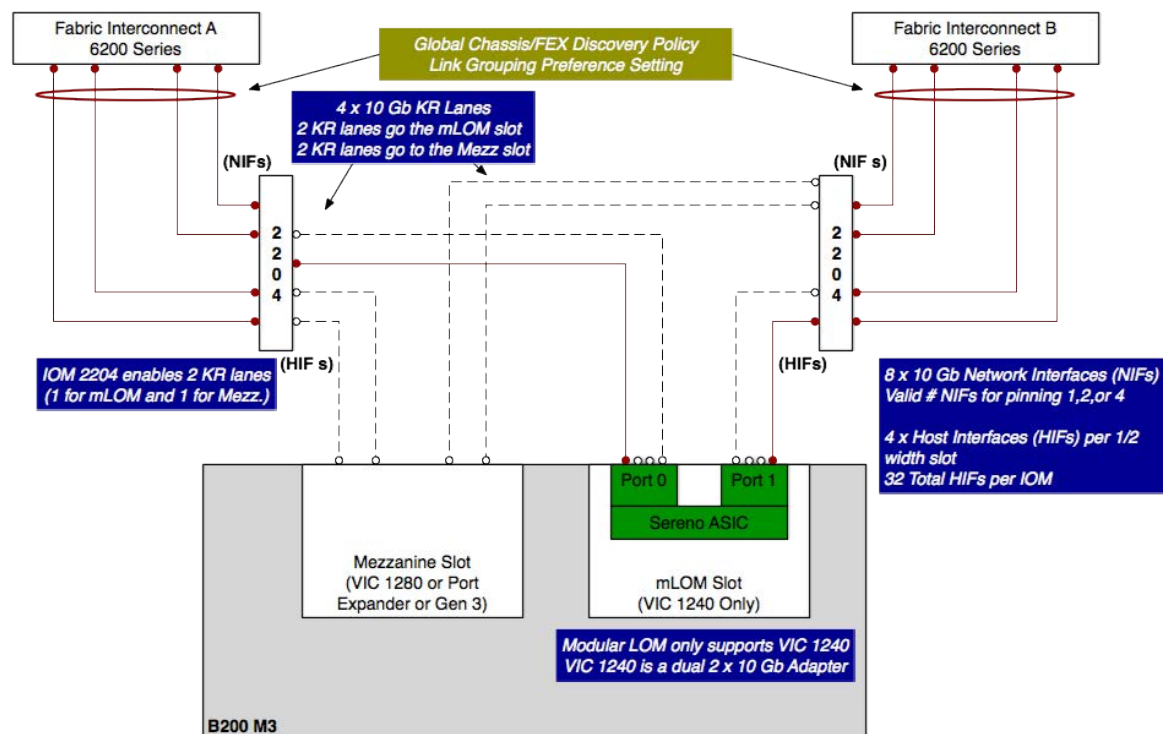 Fabric Interconnect A
6200 Series
Global Chassis/FEX Discovery Policy
Link Grouping Preference Setting
Fabric Interconnect B
6200 Series
4 x 10 Gb KR Lanes
2 KR lanes go the mLOM slot
2 KR lanes go to the Mezz slot
(NIFs)
(NIF s)
2
2
0
4
2
2
0
4
(HIF s)
(HIFs)
IOM 2204 enables 2 KR lanes
(1 for mLOM and 1 for Mezz.)
8 x 10 Gb Network Interfaces (NIFs)
Valid # NIFs for pinning 1,2,or 4
4 x Host Interfaces (HIFs) per 1/2
width slot
32 Total HIFs per IOM
Port 0
Port 1
Sereno ASIC
Mezzanine Slot
(VIC 1280 or Port
Expander or Gen 3)
mLOM Slot
(VIC 1240 Only)
Modular LOM only supports VIC 1240
VIC 1240 is a dual 2 x 10 Gb Adapter
B200 M3